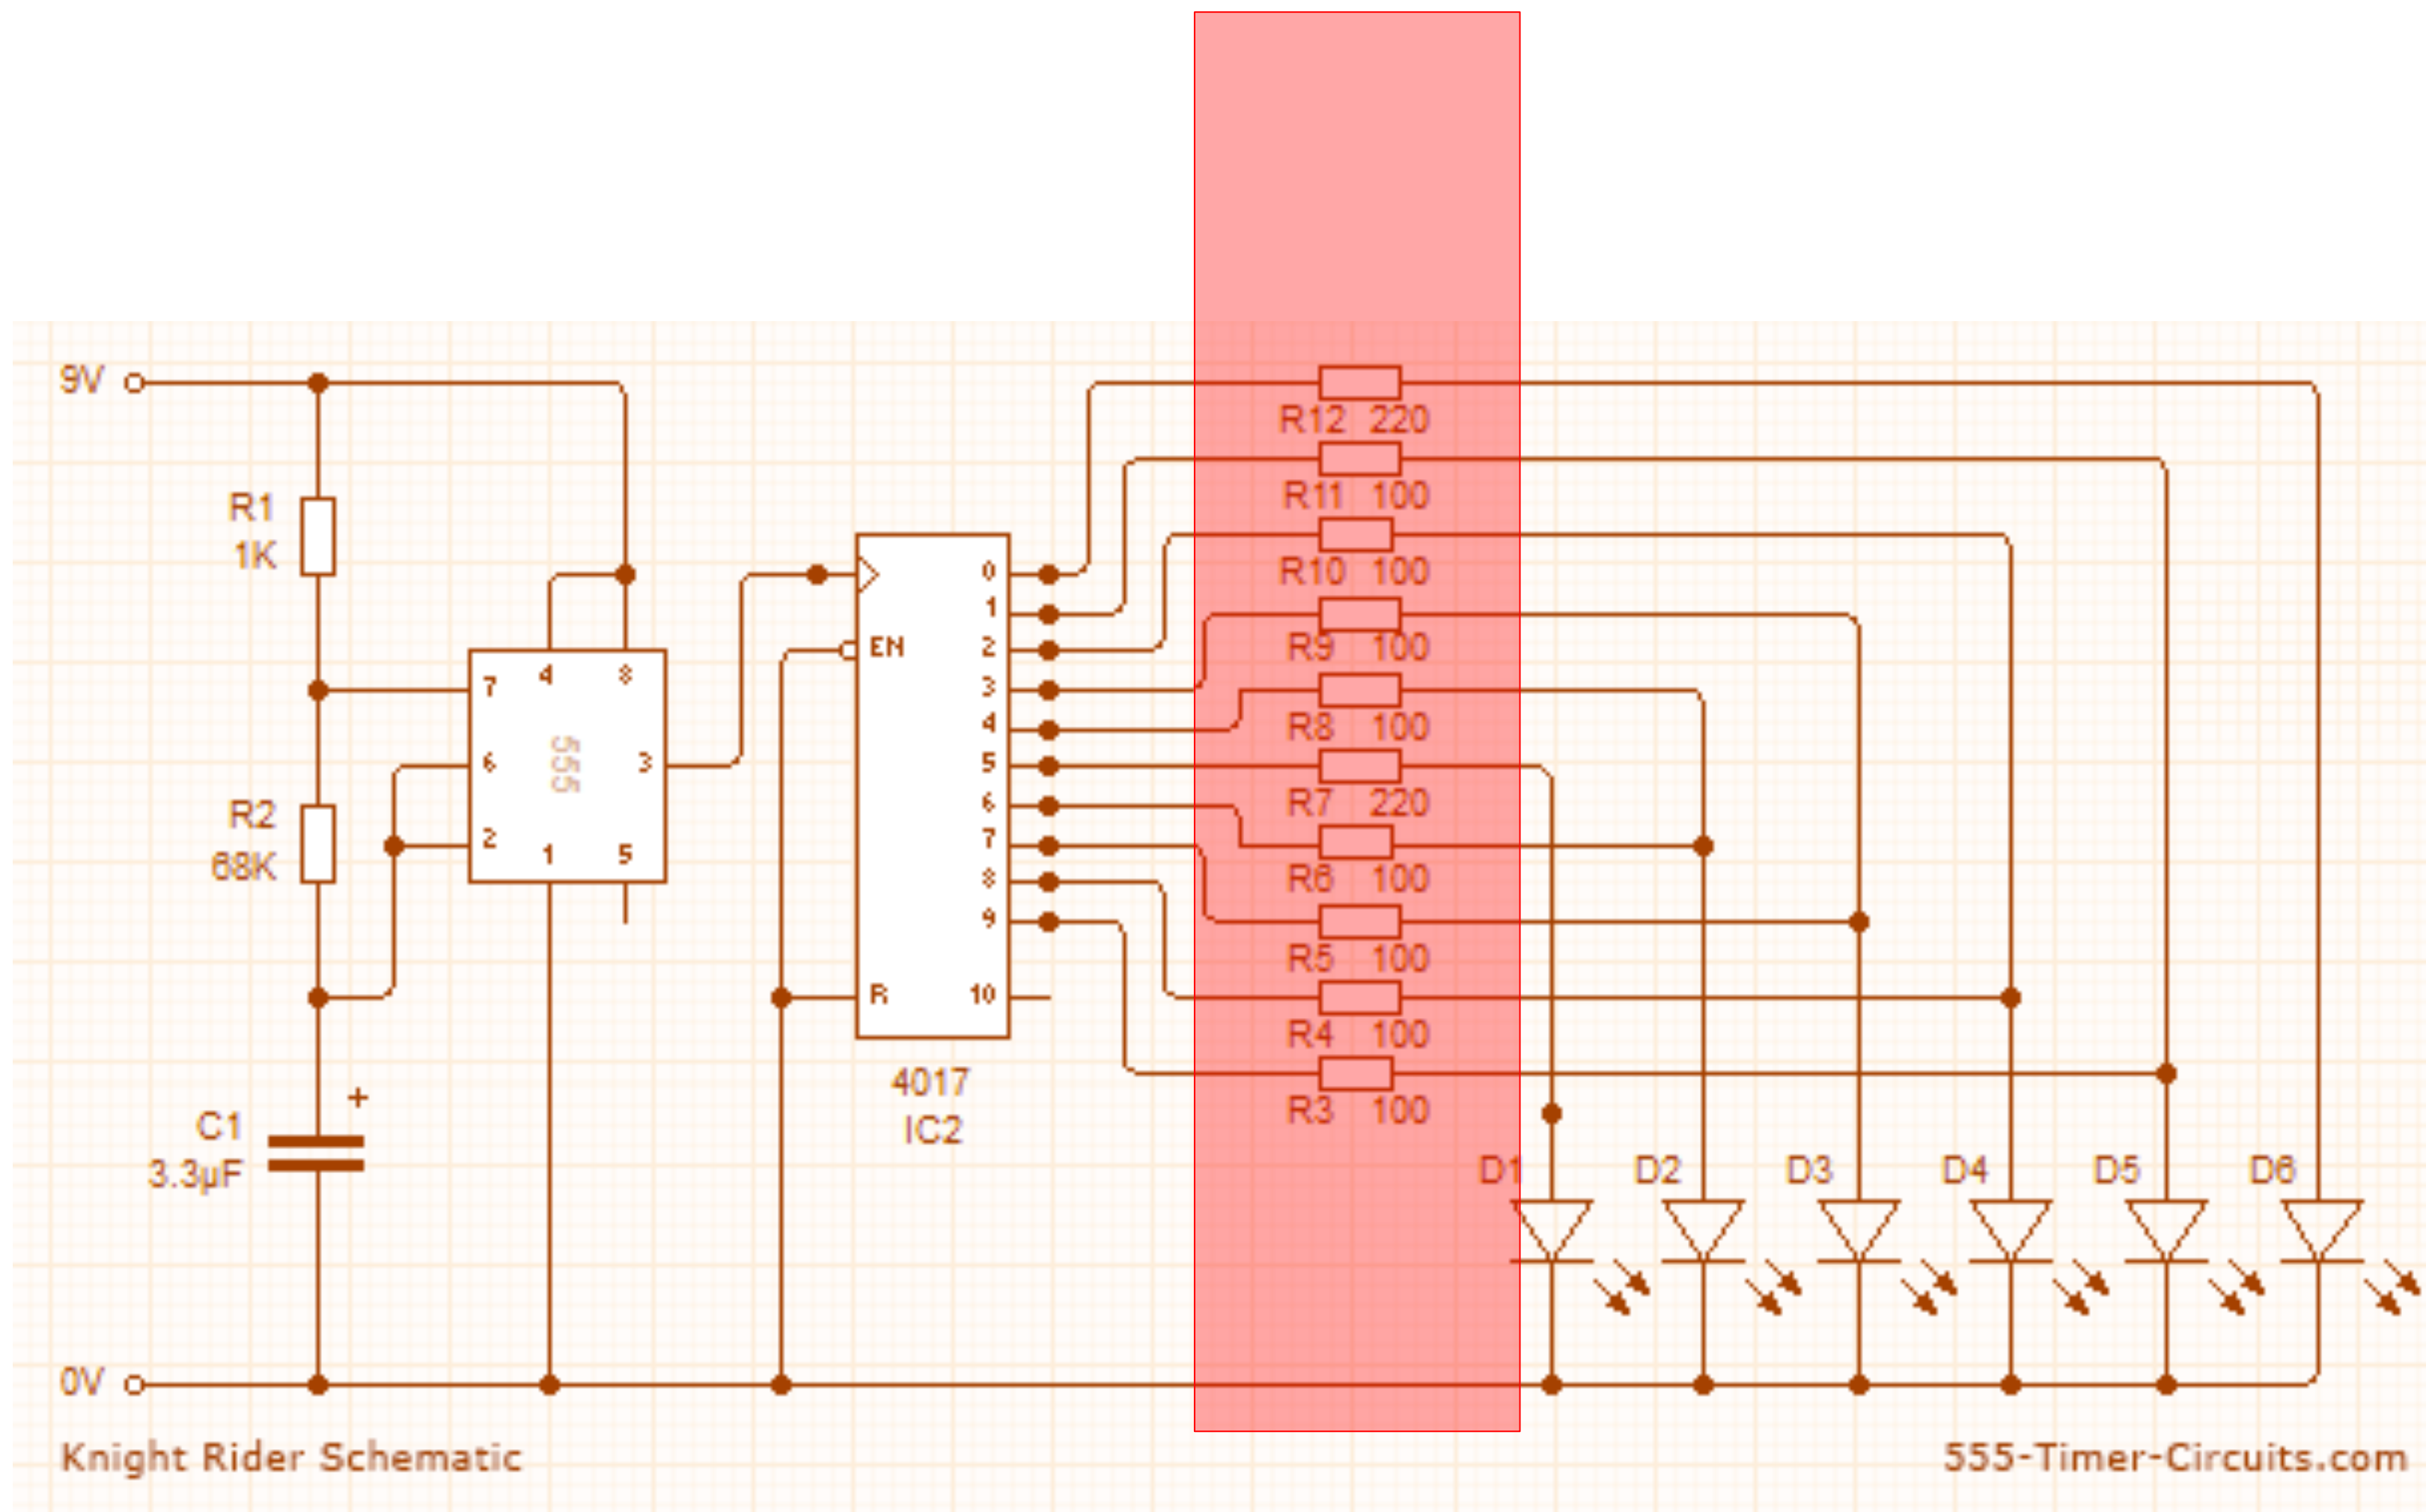 9V
R12 220
R11 100
R1
1K
R10 100
0
1
EN
2
R9 100
3
4 8
7
4
R8 100
555
5
6
3
R7 220
6
R2
68K
7
2
1 5
8
R6 100
9
R5 100
R
10
R4 100
4017
IC2
R3 100
+
C1
3.3µF
D1 D2 D3 D4 D5 D6
0V
Knight Rider Schematic
555-Timer-Circuits.com